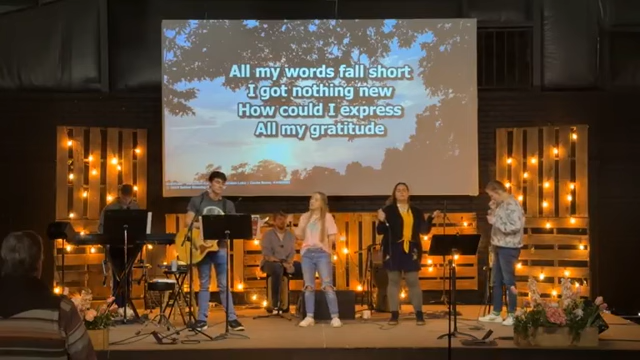 All my words fall short
I got nothing new
How could I express
All my gratitude